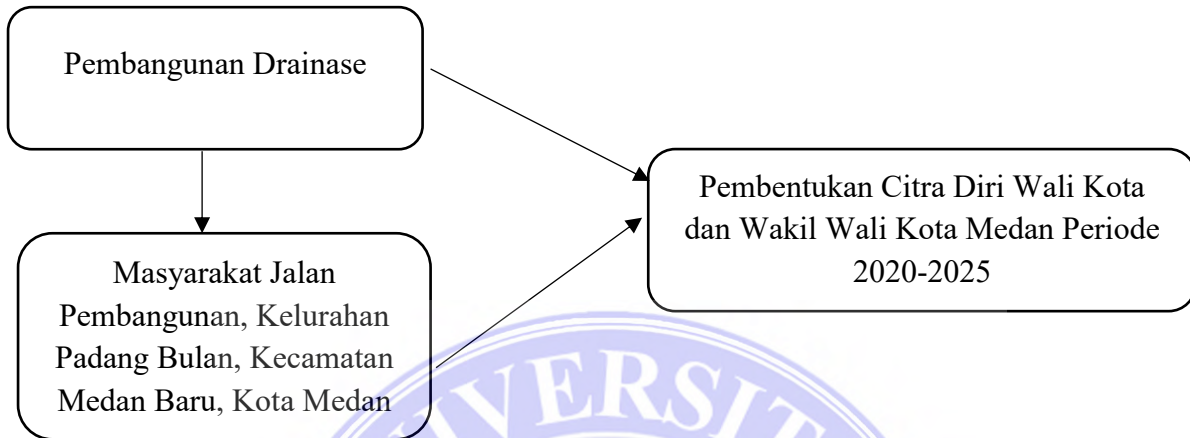 Pembangunan Drainase
Masyarakat Jalan
Pembangunan, Kelurahan
Padang Bulan, Kecamatan
Medan Baru, Kota Medan
Pembentukan Citra Diri Wali Kota
dan Wakil Wali Kota Medan Periode
2020-2025